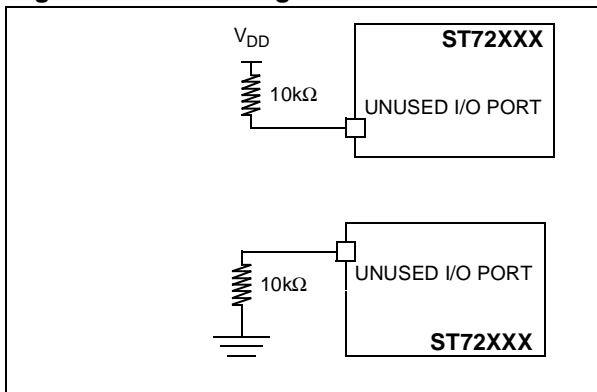 V_DD
ST72XXX
10kΩ
UNUSED I/O PORT
10kΩ
UNUSED I/O PORT
ST72XXX